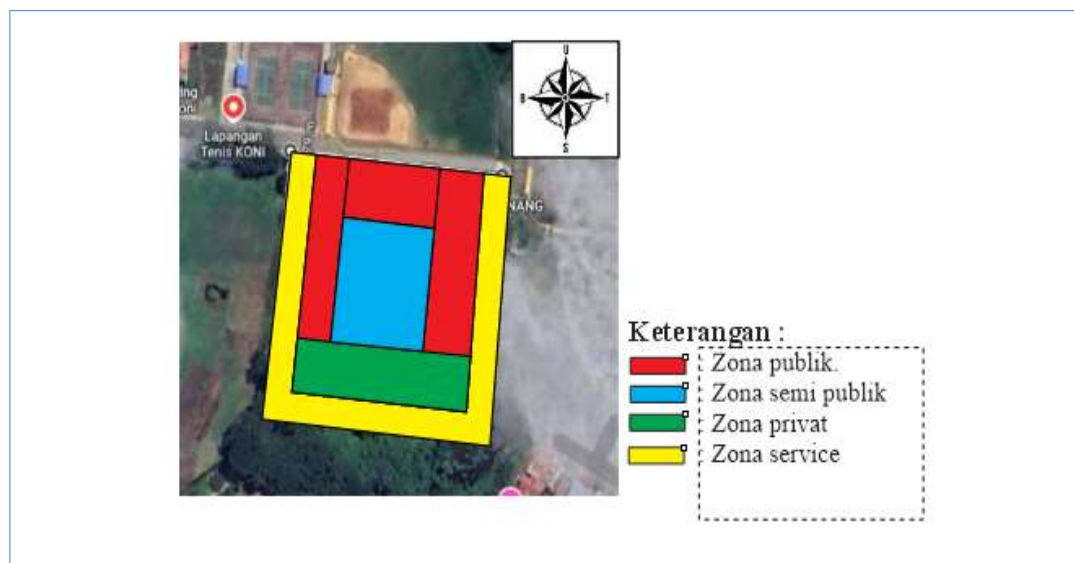 U
B T
S
Lapangan
Tenis KONI
NANG
Keterangan :
: Zona publik.
: Zona semi publik
: Zona privat
: Zona service